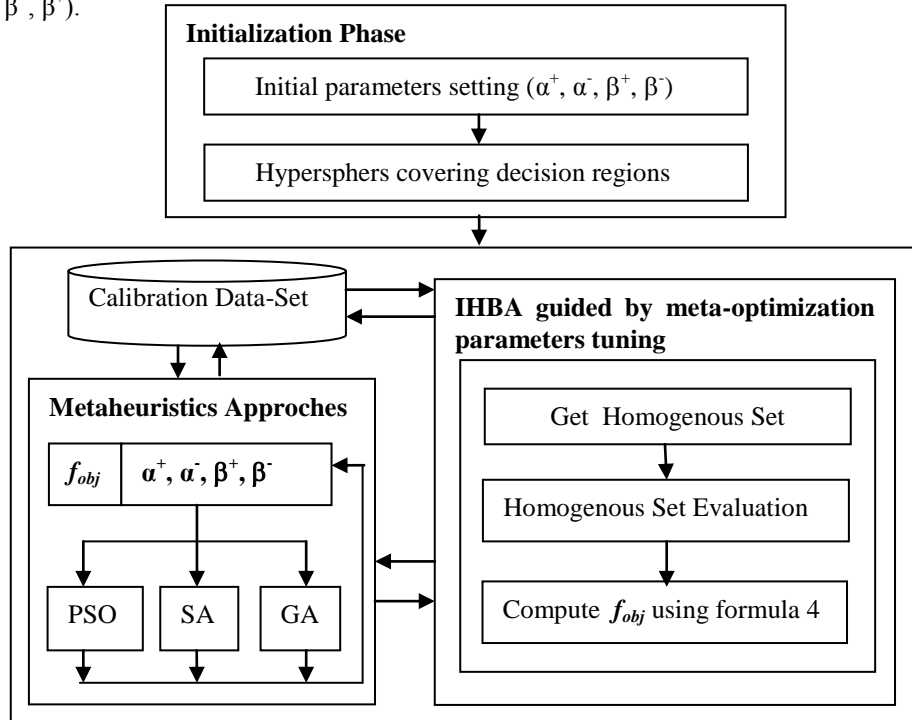 β⁻, β⁺).
Initialization Phase
Initial parameters setting (α⁺, α⁻, β⁺, β⁻)
Hypersphers covering decision regions
Calibration Data-Set
IHBA guided by meta-optimization
parameters tuning
Metaheuristics Approches
f_obj α⁺, α⁻, β⁺, β⁻
PSO SA GA
Get Homogenous Set
Homogenous Set Evaluation
Compute f_obj using formula 4